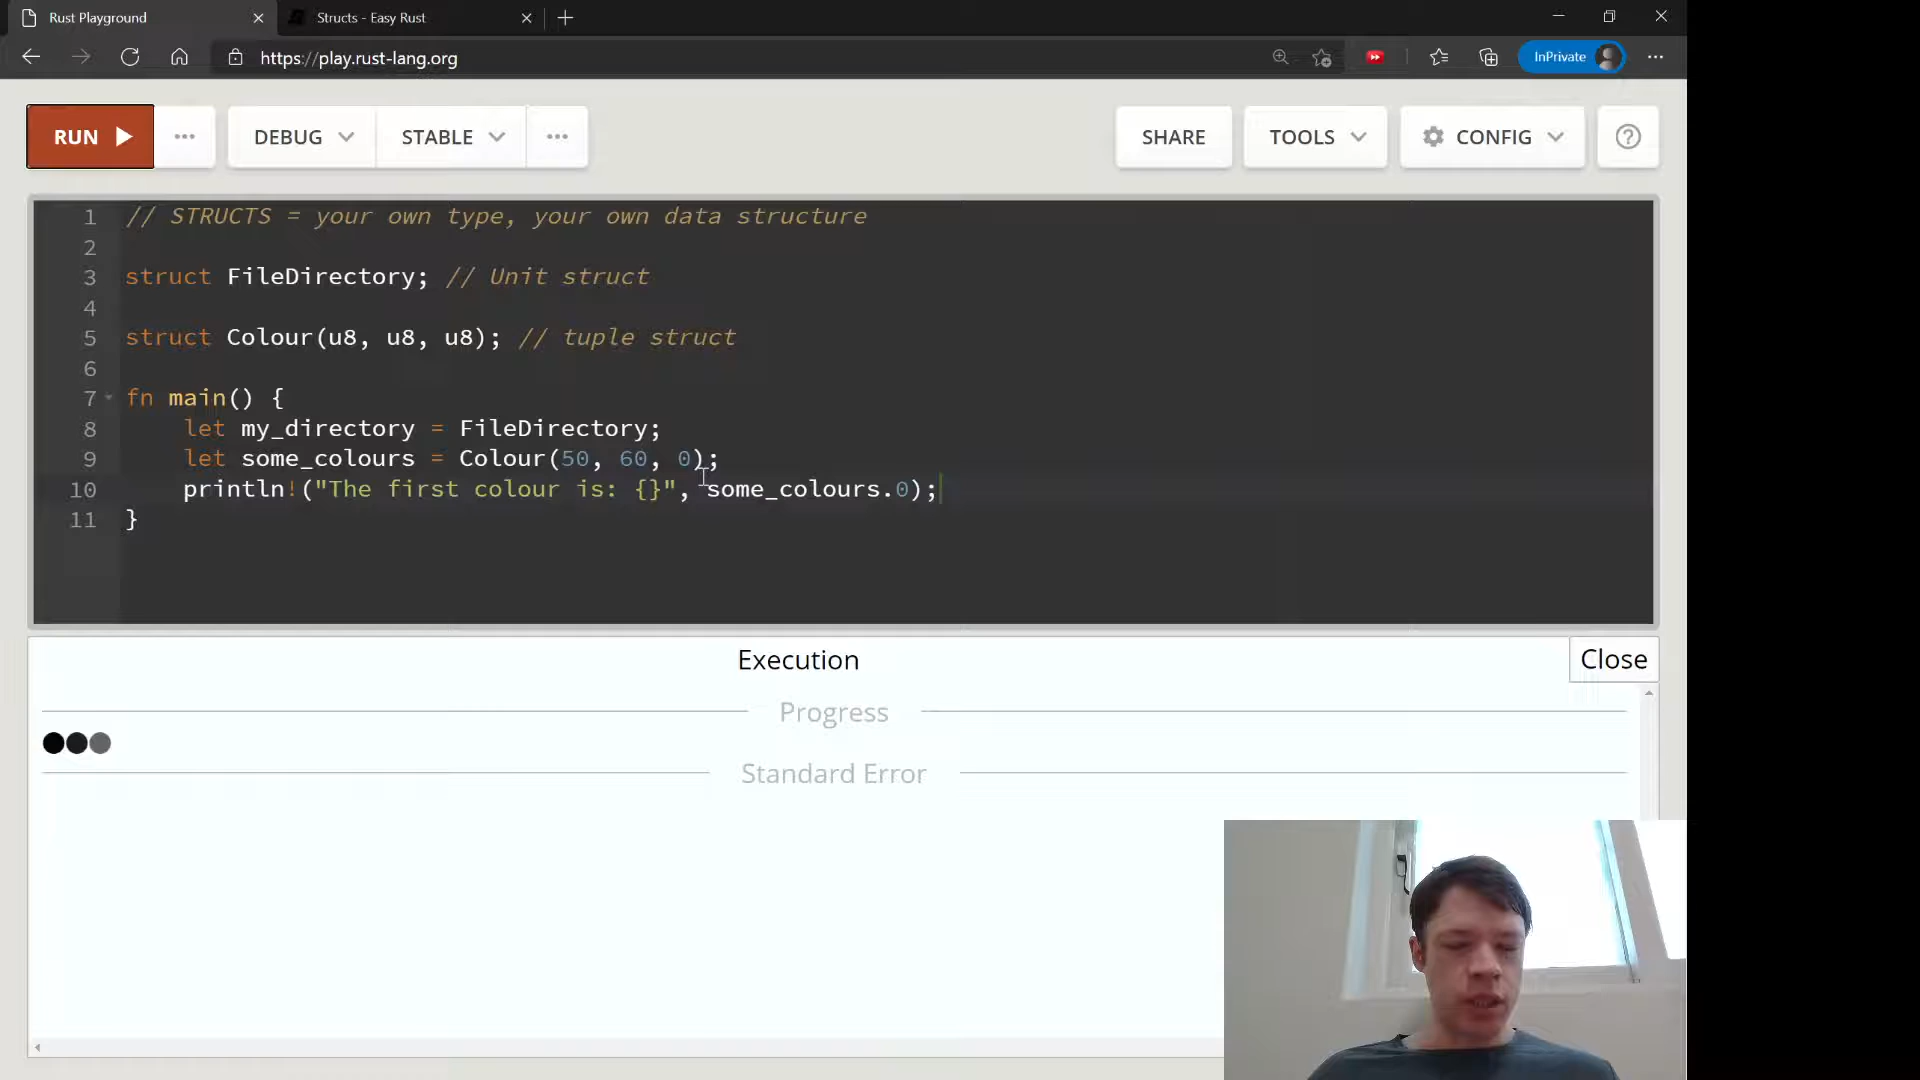 Rust Playground
Structs - Easy Rust
https://play.rust-lang.org
InPrivate
RUN
DEBUG
STABLE
SHARE
TOOLS
CONFIG
1 // STRUCTS = your own type, your own data structure
2
3 struct FileDirectory; // Unit struct
4
5 struct Colour(u8, u8, u8); // tuple struct
6
7 fn main() {
8 let my_directory = FileDirectory;
9 let some_colours = Colour(50, 60, 0);
10 println!("The first colour is: {}", some_colours.0);
11 }
Execution
Close
Progress
Standard Error